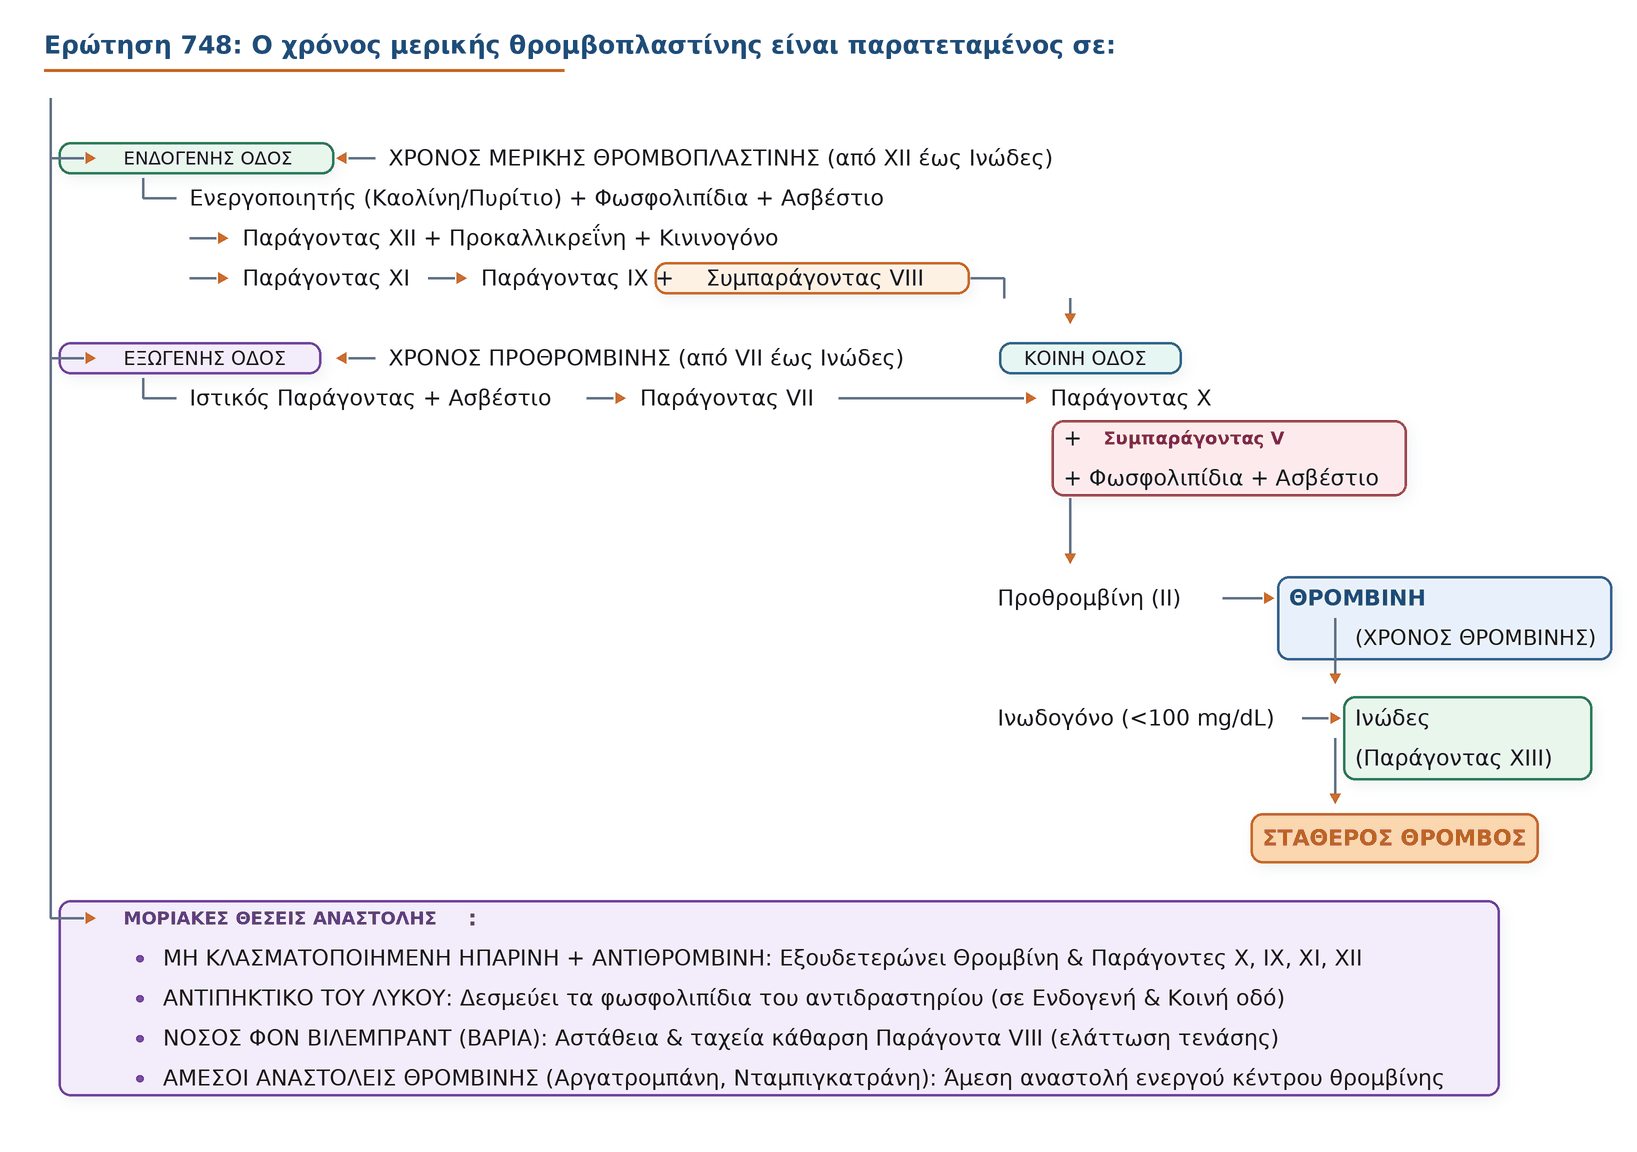 Ερώτηση 748: Ο χρόνος μερικής θρομβοπλαστίνης είναι παρατεταμένος σε:
ΕΝΔΟΓΕΝΗΣ ΟΔΟΣ ΧΡΟΝΟΣ ΜΕΡΙΚΗΣ ΘΡΟΜΒΟΠΛΑΣΤΙΝΗΣ (από XII έως Ινώδες)
Ενεργοποιητής (Καολίνη/Πυρίτιο) + Φωσφολιπίδια + Ασβέστιο
Παράγοντας XII + Προκαλλικρεΐνη + Κινινογόνο
Παράγοντας XI Παράγοντας IX + Συμπαράγοντας VIII
ΕΞΩΓΕΝΗΣ ΟΔΟΣ ΧΡΟΝΟΣ ΠΡΟΘΡΟΜΒΙΝΗΣ (από VII έως Ινώδες) ΚΟΙΝΗ ΟΔΟΣ
Ιστικός Παράγοντας + Ασβέστιο Παράγοντας VII Παράγοντας X
+ Συμπαράγοντας V
+ Φωσφολιπίδια + Ασβέστιο
Προθρομβίνη (II) ΘΡΟΜΒΙΝΗ
(ΧΡΟΝΟΣ ΘΡΟΜΒΙΝΗΣ)
Ινωδογόνο (<100 mg/dL) Ινώδες
(Παράγοντας XIII)
ΣΤΑΘΕΡΟΣ ΘΡΟΜΒΟΣ
ΜΟΡΙΑΚΕΣ ΘΕΣΕΙΣ ΑΝΑΣΤΟΛΗΣ :
• ΜΗ ΚΛΑΣΜΑΤΟΠΟΙΗΜΕΝΗ ΗΠΑΡΙΝΗ + ΑΝΤΙΘΡΟΜΒΙΝΗ: Εξουδετερώνει Θρομβίνη & Παράγοντες X, IX, XI, XII
• ΑΝΤΙΠΗΚΤΙΚΟ ΤΟΥ ΛΥΚΟΥ: Δεσμεύει τα φωσφολιπίδια του αντιδραστηρίου (σε Ενδογενή & Κοινή οδό)
• ΝΟΣΟΣ ΦΟΝ ΒΙΛΕΜΠΡΑΝΤ (ΒΑΡΙΑ): Αστάθεια & ταχεία κάθαρση Παράγοντα VIII (ελάττωση τενάσης)
• ΑΜΕΣΟΙ ΑΝΑΣΤΟΛΕΙΣ ΘΡΟΜΒΙΝΗΣ (Αργατρομπάνη, Νταμπιγκατράνη): Άμεση αναστολή ενεργού κέντρου θρομβίνης